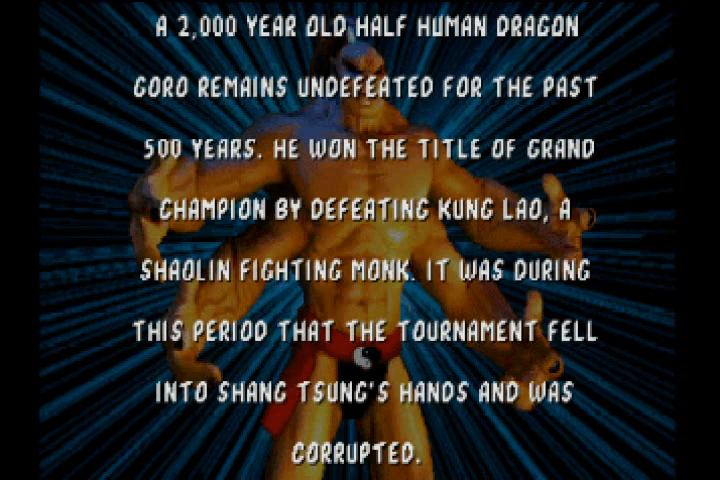 A 2,000 YEAR OLD HALF HUMAN DRAGON
GORO REMAINS UNDEFEATED FOR THE PAST
500 YEARS. HE WON THE TITLE OF GRAND
CHAMPION BY DEFEATING KUNG LAO, A
SHAOLIN FIGHTING MONK. IT WAS DURING
THIS PERIOD THAT THE TOURNAMENT FELL
INTO SHANG TSUNG'S HANDS AND WAS
CORRUPTED.